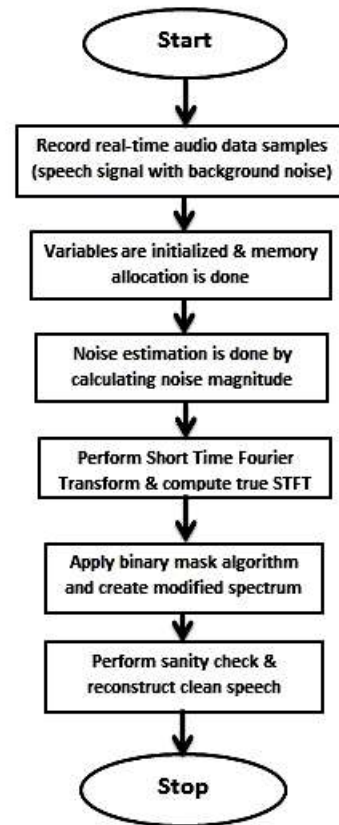 Start
Record real-time audio data samples
(speech signal with background noise)
Variables are initialized & memory
allocation is done
Noise estimation is done by
calculating noise magnitude
Perform Short Time Fourier
Transform & compute true STFT
Apply binary mask algorithm
and create modified spectrum
Perform sanity check &
reconstruct clean speech
Stop